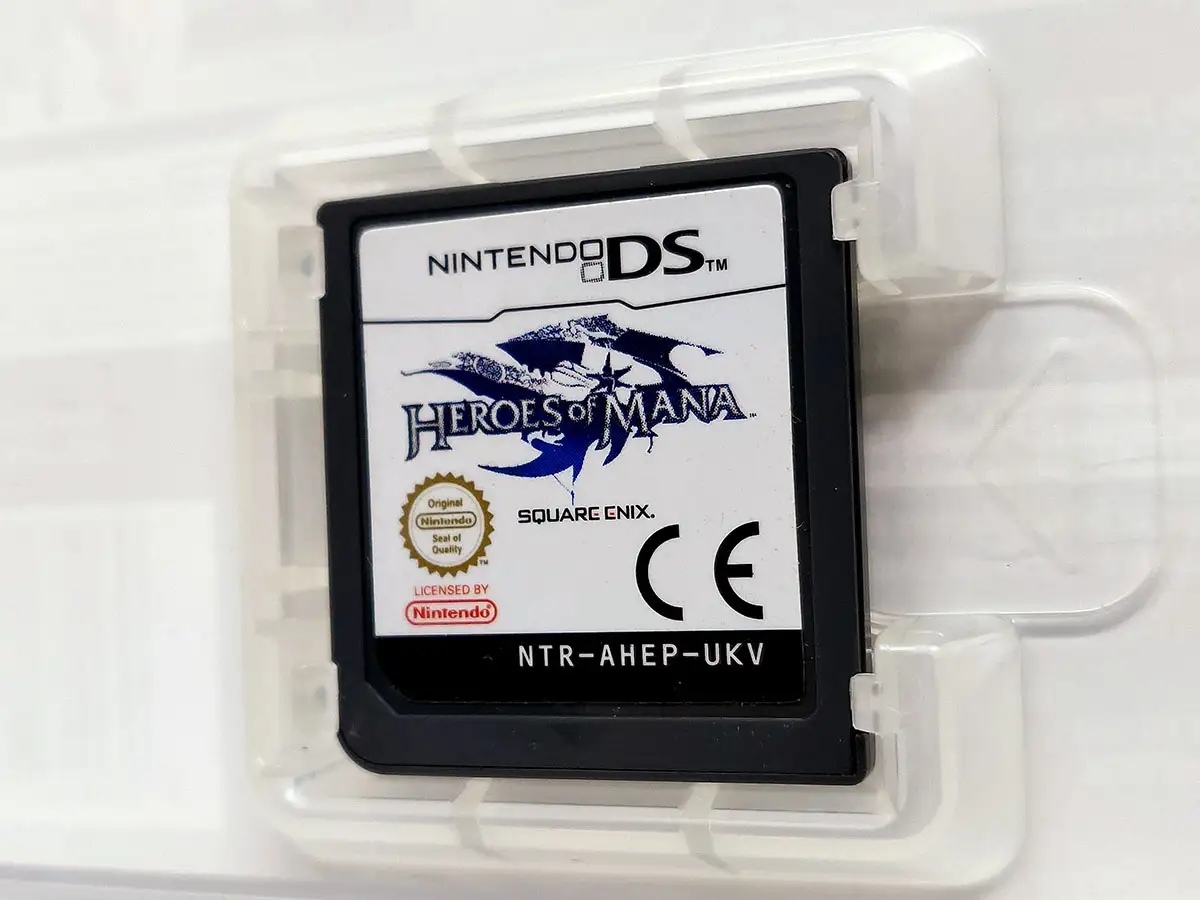 NINTENDO DS™
HEROES of MANA™
SQUARE ENIX.
Original
Nintendo
Seal of
Quality
™
LICENSED BY
Nintendo®
CE
NTR-AHEP-UKV